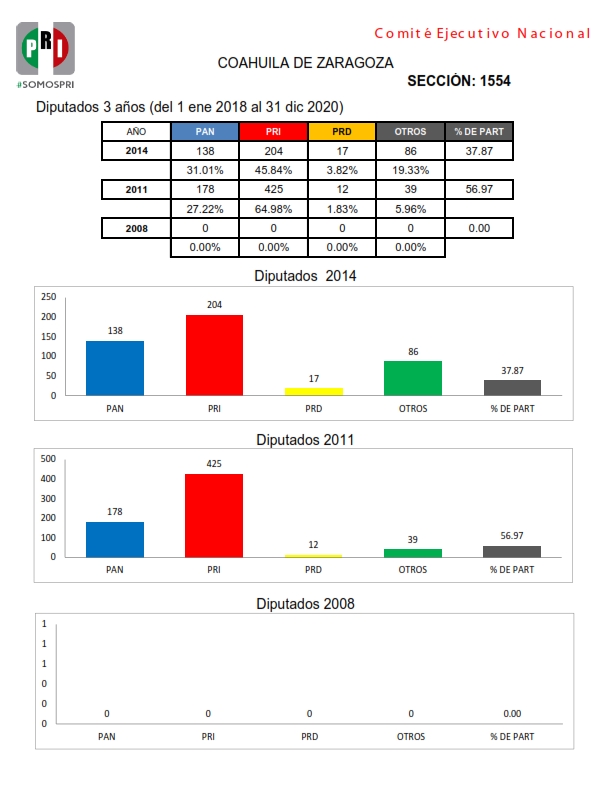 Comité Ejecutivo Nacional
PRI
#SOMOSPRI
COAHUILA DE ZARAGOZA
SECCIÓN: 1554
Diputados 3 años (del 1 ene 2018 al 31 dic 2020)
AÑO PAN PRI PRD OTROS % DE PART
2014 138 204 17 86 37.87
31.01% 45.84% 3.82% 19.33%
2011 178 425 12 39 56.97
27.22% 64.98% 1.83% 5.96%
2008 0 0 0 0 0.00
0.00% 0.00% 0.00% 0.00%
Diputados 2014
250
200
150
100
50
0
138 204 17 86 37.87
PAN PRI PRD OTROS % DE PART
Diputados 2011
500
400
300
200
100
0
178 425 12 39 56.97
PAN PRI PRD OTROS % DE PART
Diputados 2008
1
1
1
0
0
0
0 0 0 0 0.00
PAN PRI PRD OTROS % DE PART